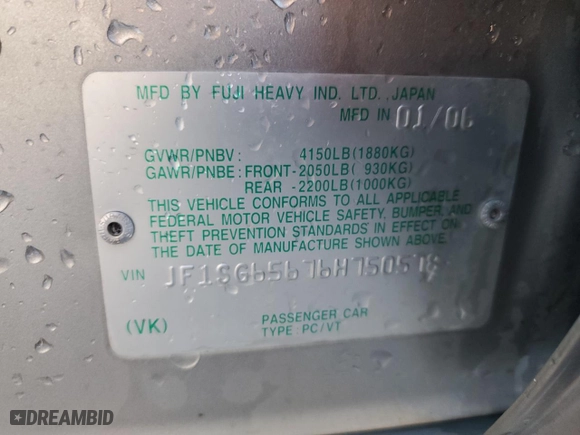 MFD BY FUJI HEAVY IND. LTD., JAPAN
MFD IN 01/06
GVWR/PNBV: 4150LB(1880KG)
GAWR/PNBE: FRONT-2050LB( 930KG)
REAR -2200LB(1000KG)
THIS VEHICLE CONFORMS TO ALL APPLICABLE
FEDERAL MOTOR VEHICLE SAFETY, BUMPER, AND
THEFT PREVENTION STANDARDS IN EFFECT ON
THE DATE OF MANUFACTURE SHOWN ABOVE.
VIN
(VK)
PASSENGER CAR
TYPE PC/VT
DREAMBID